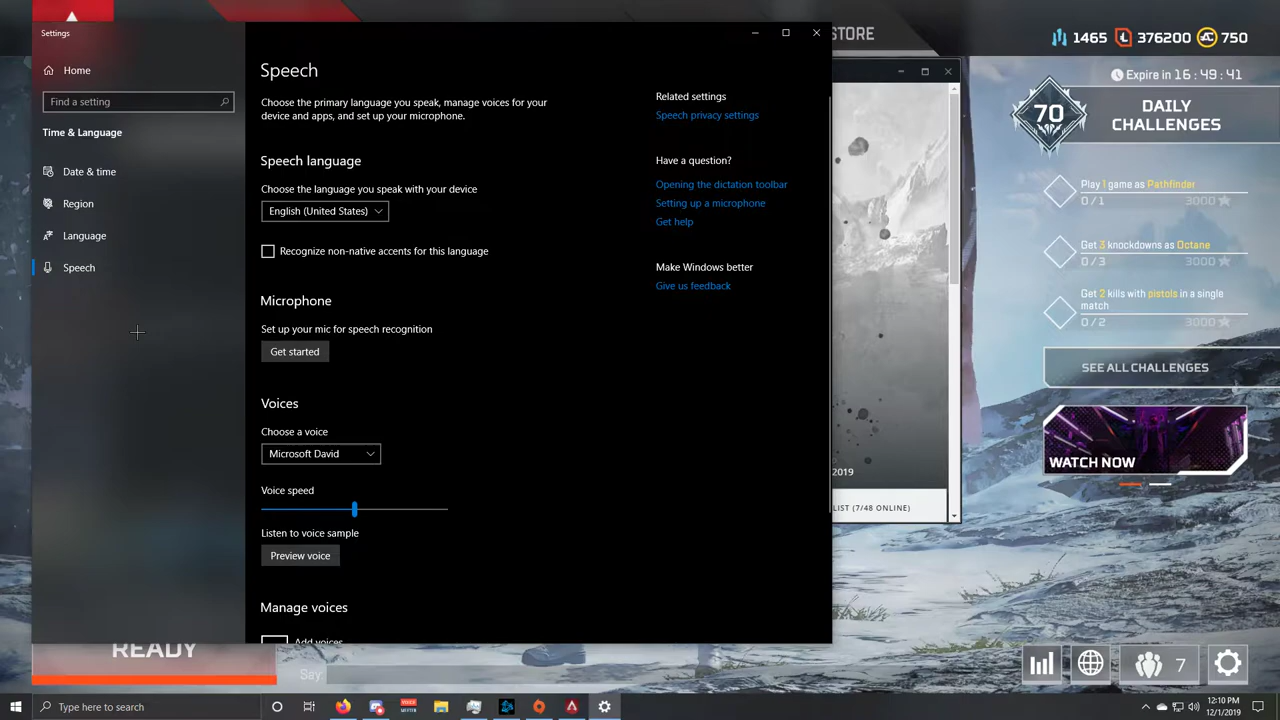 Settings
Home
Find a setting
Time & Language
Date & time
Region
Language
Speech
Speech
Choose the primary language you speak, manage voices for your
device and apps, and set up your microphone.
Speech language
Choose the language you speak with your device
English (United States)
Recognize non-native accents for this language
Microphone
Set up your mic for speech recognition
Get started
Voices
Choose a voice
Microsoft David
Voice speed
Listen to voice sample
Preview voice
Manage voices
Add voices
Related settings
Speech privacy settings
Have a question?
Opening the dictation toolbar
Setting up a microphone
Get help
Make Windows better
Give us feedback
STORE
1465 376200 750
2019
LIST (7/48 ONLINE)
Expire in 16:49:41
70
DAILY
CHALLENGES
Play 1 game as Pathfinder
0/1 3000
Get 3 knockdowns as Octane
0/3 3000
Get 2 kills with pistols in a single
match
0/2 3000
SEE ALL CHALLENGES
WATCH NOW
READY
Say
7
Type here to search
12:10 PM
12/1/2019